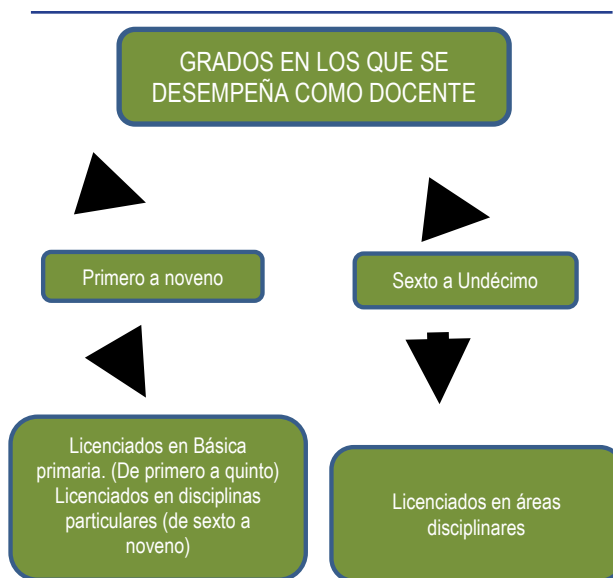 GRADOS EN LOS QUE SE
DESEMPEÑA COMO DOCENTE
Primero a noveno
Sexto a Undécimo
Licenciados en Básica
primaria. (De primero a quinto)
Licenciados en disciplinas
particulares (de sexto a
noveno)
Licenciados en áreas
disciplinares